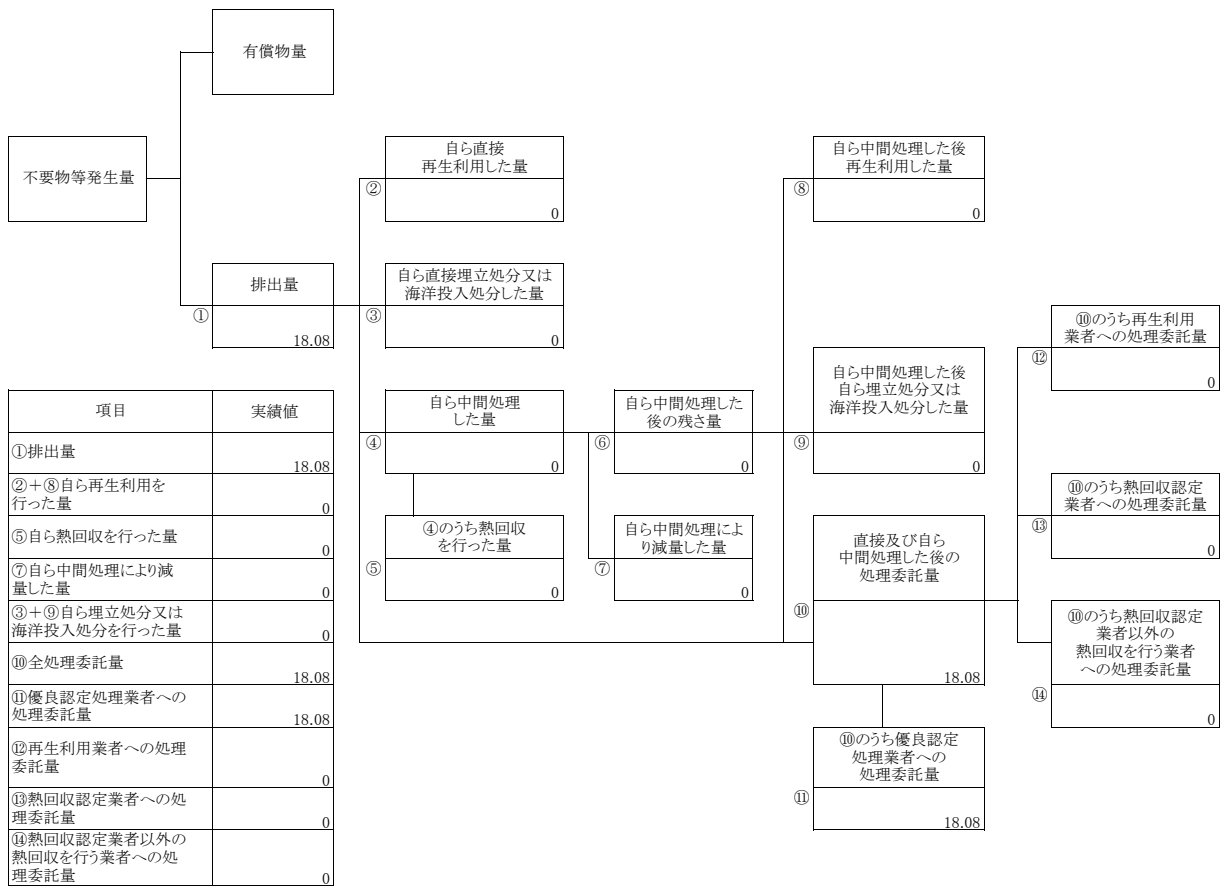 有償物量
不要物等発生量
自ら直接
再生利用した量
②
0
自ら中間処理した後
再生利用した量
⑧
0
排出量
①
18.08
自ら直接埋立処分又は
海洋投入処分した量
③
0
⑩のうち再生利用
業者への処理委託量
⑫
0
自ら中間処理
した量
④
0
自ら中間処理した
後の残さ量
⑥
0
自ら中間処理した後
自ら埋立処分又は
海洋投入処分した量
⑨
0
⑩のうち熱回収認定
業者への処理委託量
⑬
0
④のうち熱回収
を行った量
⑤
0
自ら中間処理によ
り減量した量
⑦
0
直接及び自ら
中間処理した後の
処理委託量
⑩
18.08
⑩のうち熱回収認定
業者以外の
熱回収を行う業者
への処理委託量
⑭
0
⑩のうち優良認定
処理業者への
処理委託量
⑪
18.08
項目 実績値
①排出量
18.08
②+⑧自ら再生利用を
行った量
0
⑤自ら熱回収を行った量
0
⑦自ら中間処理により減
量した量
0
③+⑨自ら埋立処分又は
海洋投入処分を行った量
0
⑩全処理委託量
18.08
⑪優良認定処理業者への
処理委託量
18.08
⑫再生利用業者への処理
委託量
0
⑬熱回収認定業者への処
理委託量
0
⑭熱回収認定業者以外の
熱回収を行う業者への処
理委託量
0